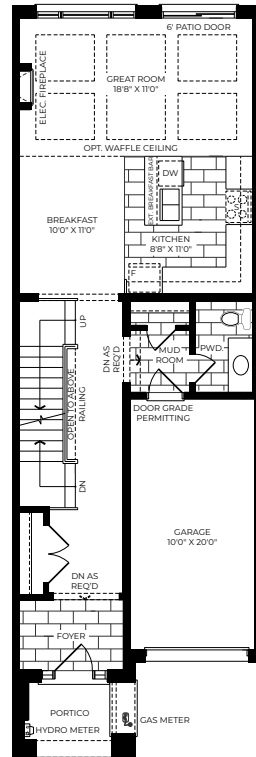 6' PATIO DOOR
ELEC. FIREPLACE
GREAT ROOM
18'8" X 11'0"
OPT. WAFFLE CEILING
EXT. BREAKFAST BAR
DW
BREAKFAST
10'0" X 11'0"
KITCHEN
8'8" X 11'0"
F
UP
DN AS
REQ'D
MUD
ROOM
PWD.
OPEN TO ABOVE
RAILING
DOOR GRADE
PERMITTING
DN
GARAGE
10'0" X 20'0"
DN AS
REQ'D
FOYER
PORTICO
HYDRO METER
GAS METER